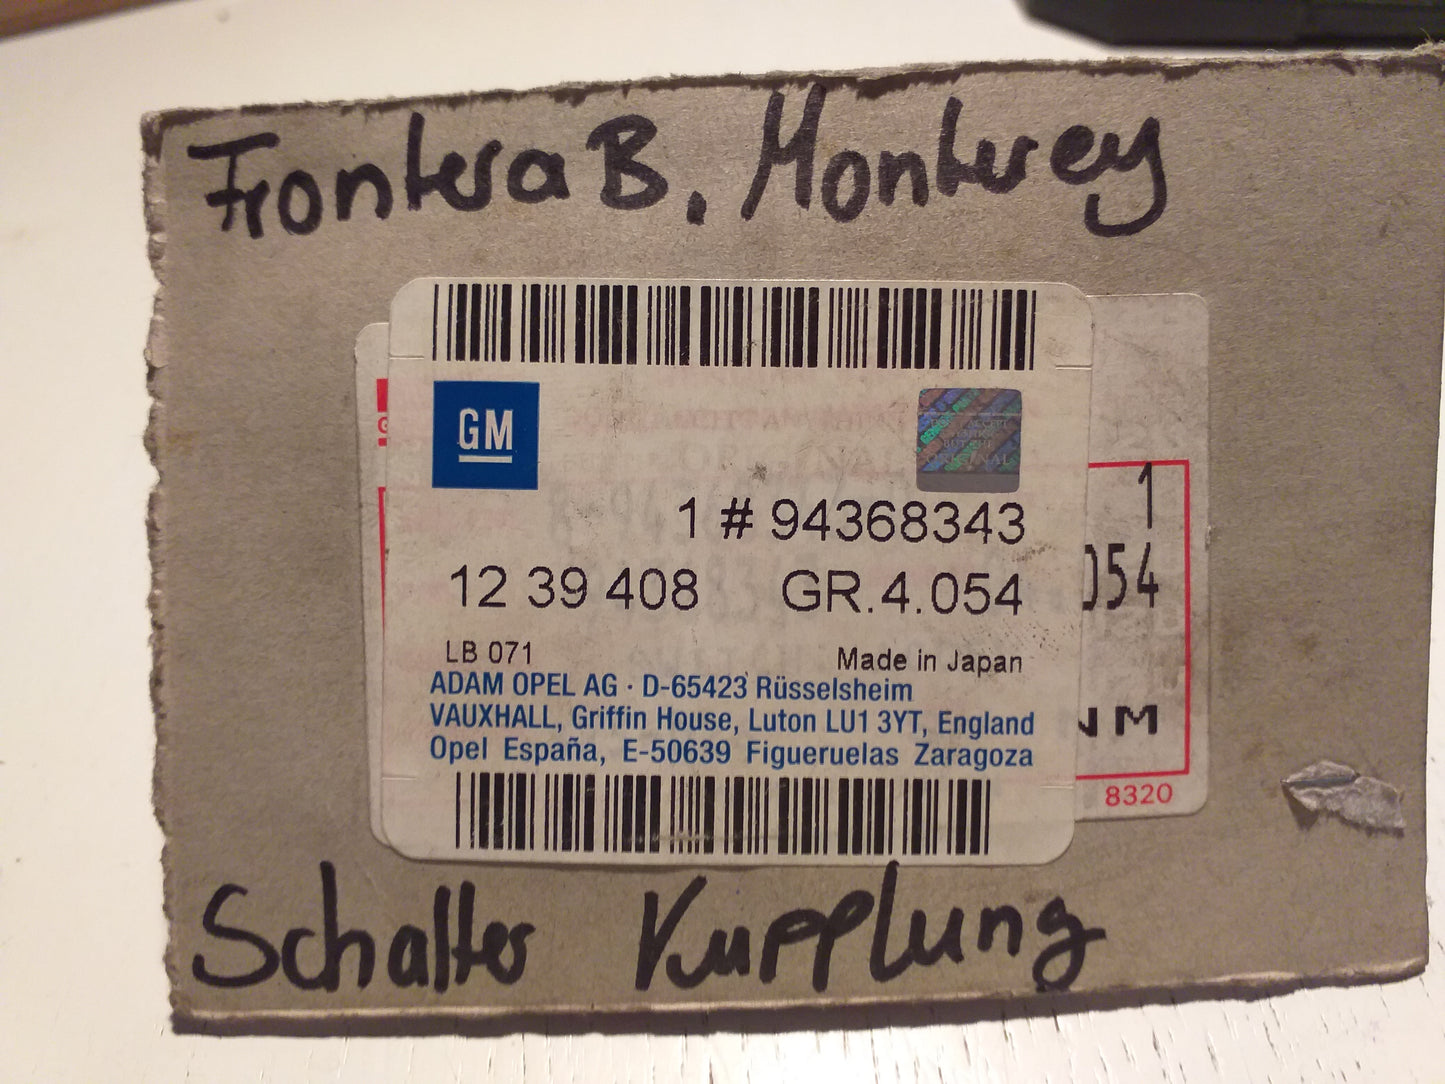 Frontera B. Monterey
GM
ORIGINAL
1 # 94368343
1
12 39 408 GR.4.054
054
LB 071 Made in Japan
ADAM OPEL AG · D-65423 Rüsselsheim
VAUXHALL, Griffin House, Luton LU1 3YT, England
NM
Opel España, E-50639 Figueruelas Zaragoza
8320
Schalter Kupplung